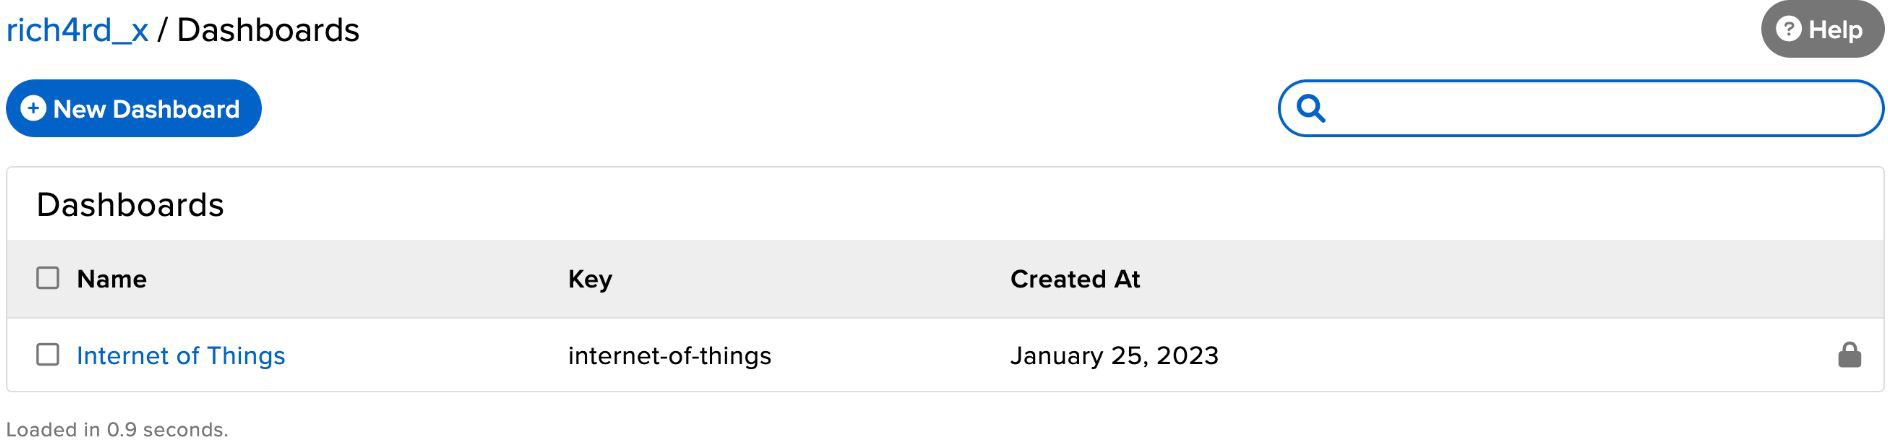 rich4rd_x / Dashboards
Help
New Dashboard
Dashboards
Name Key Created At
Internet of Things internet-of-things January 25, 2023
Loaded in 0.9 seconds.